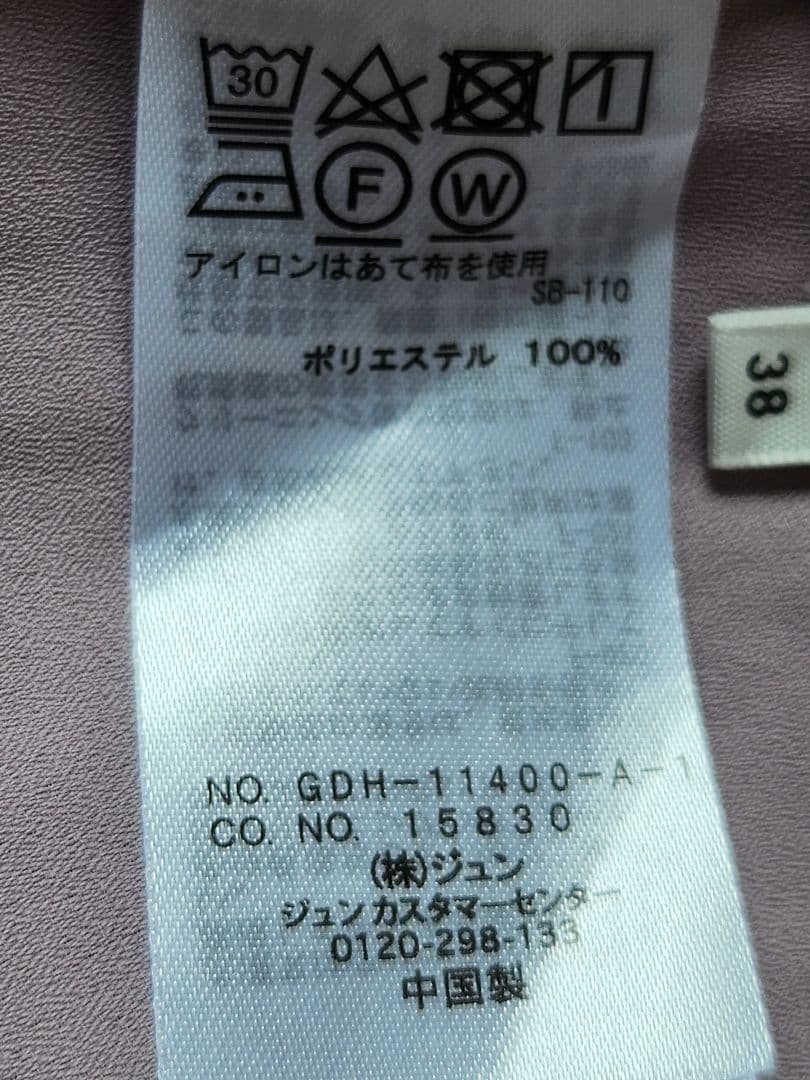 30
F W
アイロンはあて布を使用
SB-110
ポリエステル 100%
38
NO. GDH-11400-A-1
CO. NO. 15830
(株)ジュン
ジュンカスタマーセンター
0120-298-133
中国製